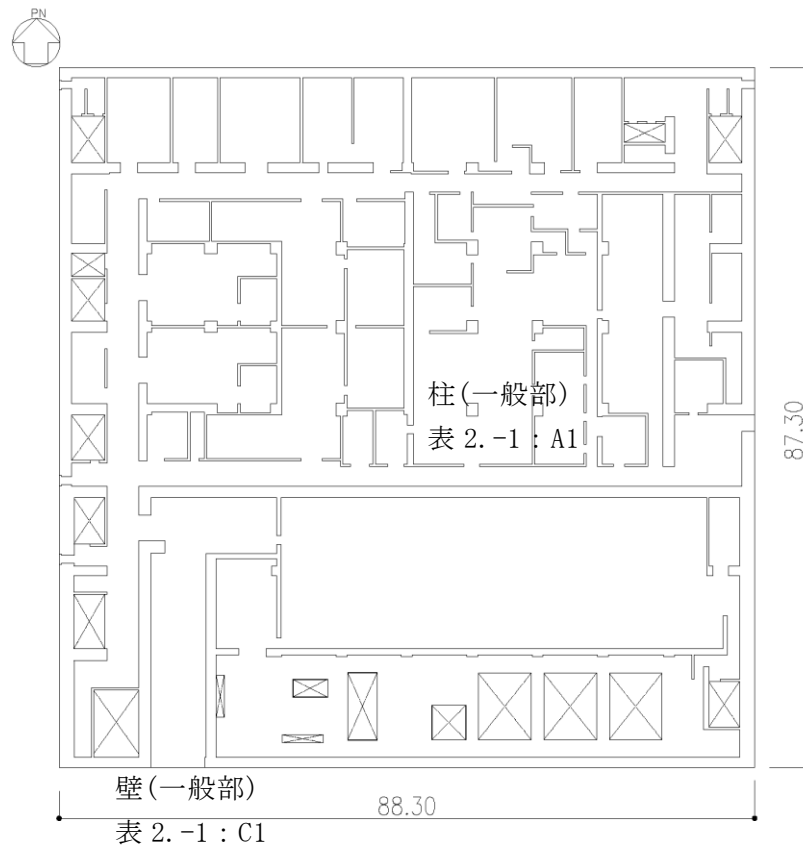 PN
柱(一般部)
表 2.-1：A1
87.30
88.30
壁(一般部)
表 2.-1：C1